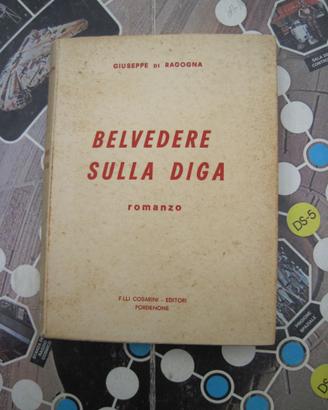 GIUSEPPE DI RAGOGNA
BELVEDERE
SULLA DIGA
romanzo
F.LLI COSARINI - EDITORI
PORDENONE
DS-5